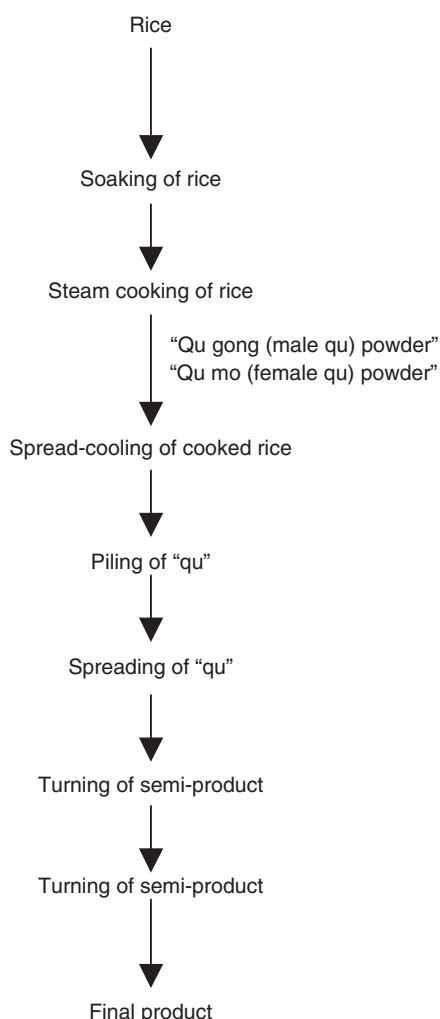 Rice
Soaking of rice
Steam cooking of rice
“Qu gong (male qu) powder”
“Qu mo (female qu) powder”
Spread-cooling of cooked rice
Piling of “qu”
Spreading of “qu”
Turning of semi-product
Turning of semi-product
Final product